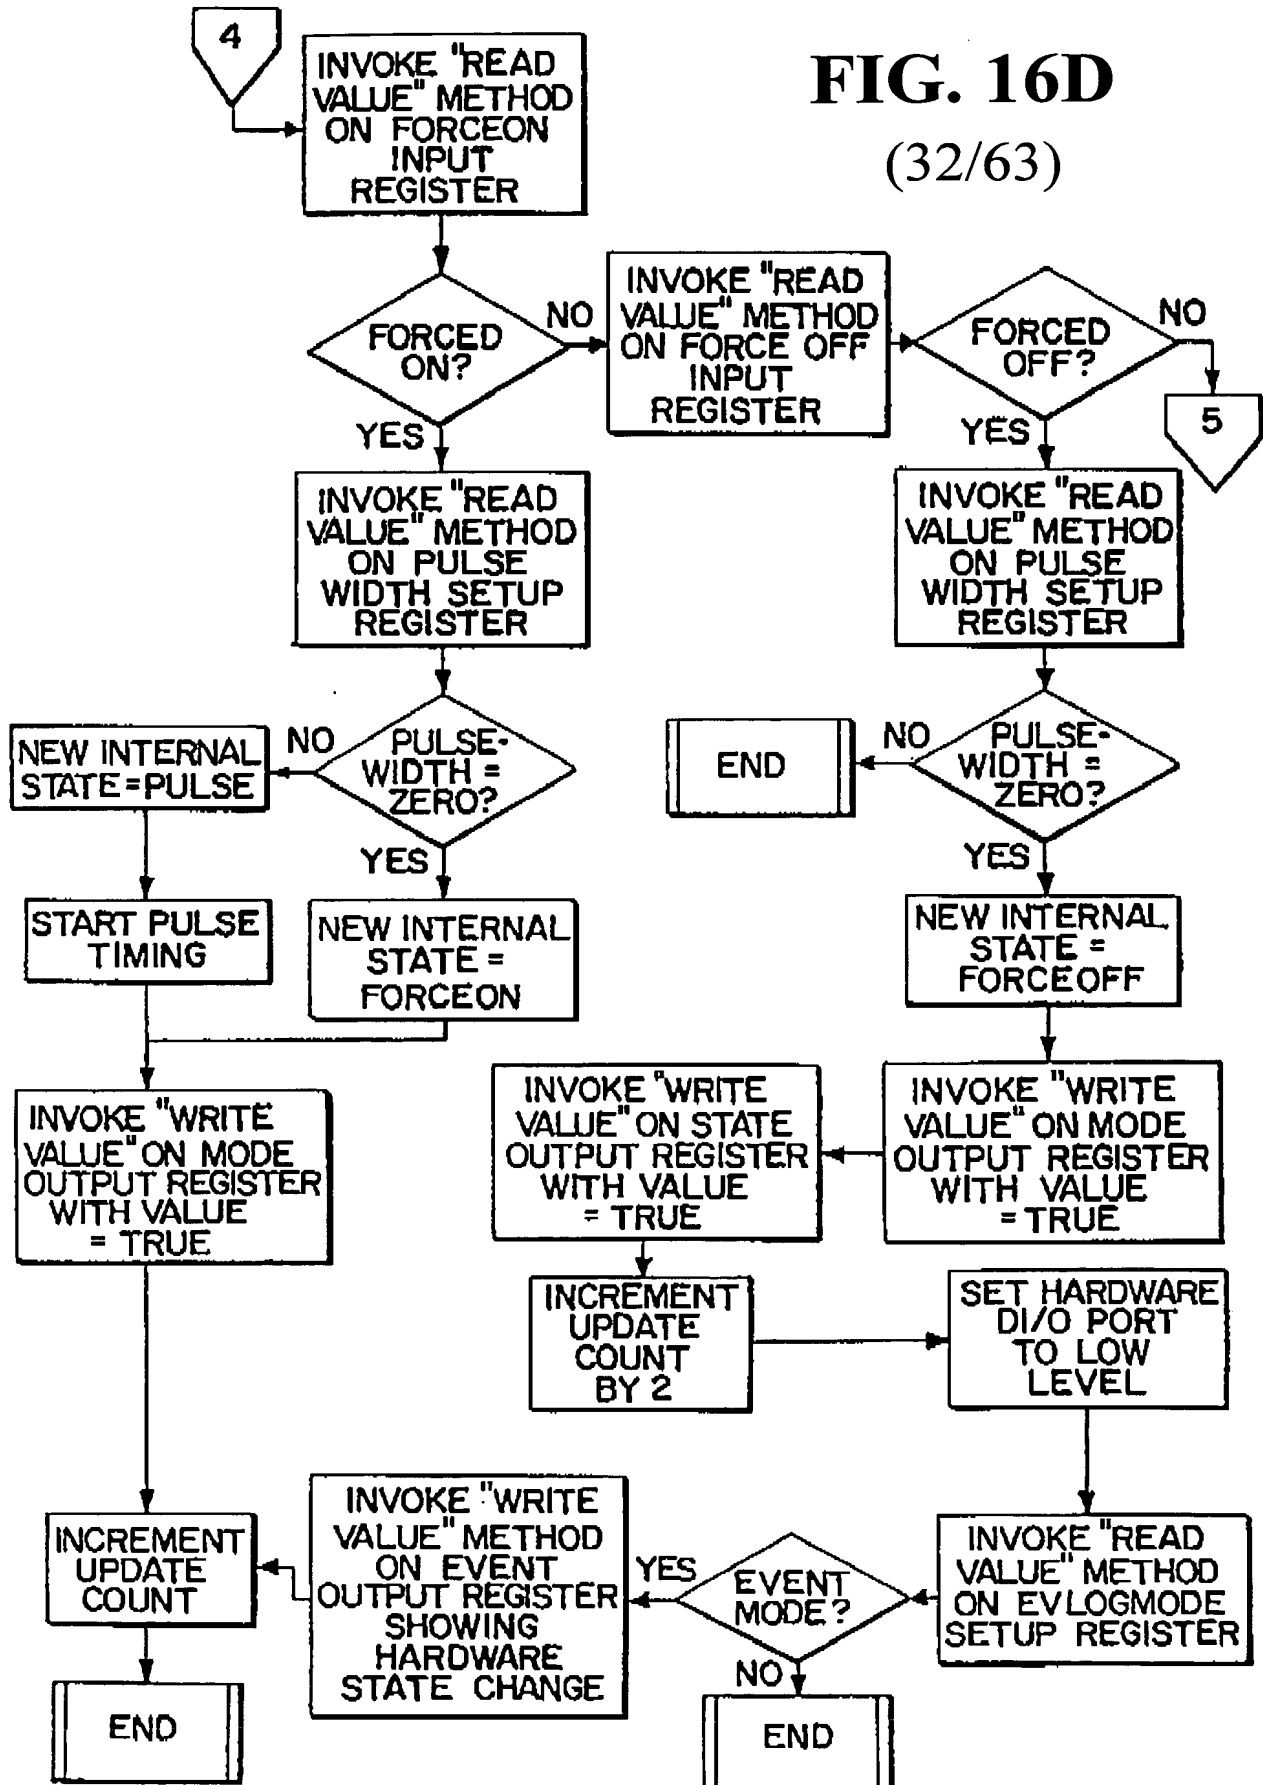 4
INVOKE "READ
VALUE" METHOD
ON FORCEON
INPUT
REGISTER
FIG. 16D
(32/63)
FORCED
ON?
NO
INVOKE "READ
VALUE" METHOD
ON FORCE OFF
INPUT
REGISTER
FORCED
OFF?
NO
5
YES
YES
INVOKE "READ
VALUE" METHOD
ON PULSE
WIDTH SETUP
REGISTER
INVOKE "READ
VALUE" METHOD
ON PULSE
WIDTH SETUP
REGISTER
NEW INTERNAL
STATE=PULSE
NO
PULSE-
WIDTH =
ZERO?
END
NO
PULSE-
WIDTH =
ZERO?
YES
YES
START PULSE
TIMING
NEW INTERNAL
STATE =
FORCEON
NEW INTERNAL
STATE =
FORCEOFF
INVOKE "WRITE
VALUE" ON MODE
OUTPUT REGISTER
WITH VALUE
= TRUE
INVOKE "WRITE
VALUE" ON STATE
OUTPUT REGISTER
WITH VALUE
= TRUE
INVOKE "WRITE
VALUE" ON MODE
OUTPUT REGISTER
WITH VALUE
= TRUE
INCREMENT
UPDATE
COUNT
BY 2
SET HARDWARE
DI/O PORT
TO LOW
LEVEL
INCREMENT
UPDATE
COUNT
INVOKE "WRITE
VALUE" METHOD
ON EVENT
OUTPUT REGISTER
SHOWING
HARDWARE
STATE CHANGE
YES
EVENT
MODE?
INVOKE "READ
VALUE" METHOD
ON EVLOGMODE
SETUP REGISTER
NO
END
END